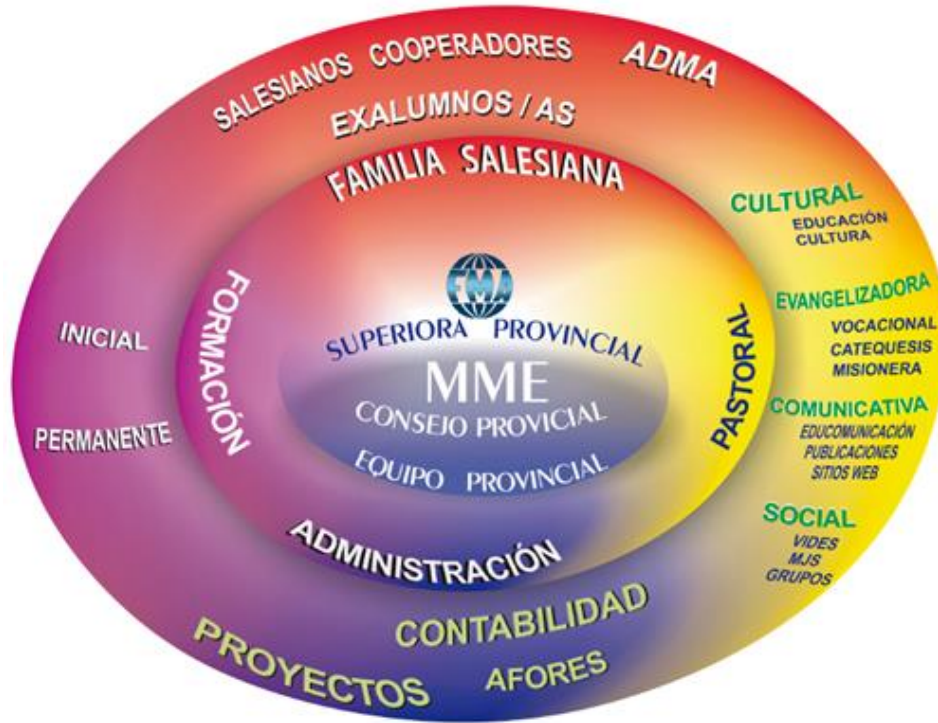 SALESIANOS COOPERADORES
ADMA
EXALUMNOS / AS
FAMILIA SALESIANA
CULTURAL
EDUCACIÓN
CULTURA
EVANGELIZADORA
VOCACIONAL
CATEQUESIS
MISIONERA
COMUNICATIVA
EDUCOMUNICACIÓN
PUBLICACIONES
SITIOS WEB
SOCIAL
VIDES
MJS
GRUPOS
PASTORAL
FORMACIÓN
INICIAL
PERMANENTE
FMA
SUPERIORA PROVINCIAL
MME
CONSEJO PROVICIAL
EQUIPO PROVINCIAL
ADMINISTRACIÓN
CONTABILIDAD
PROYECTOS
AFORES